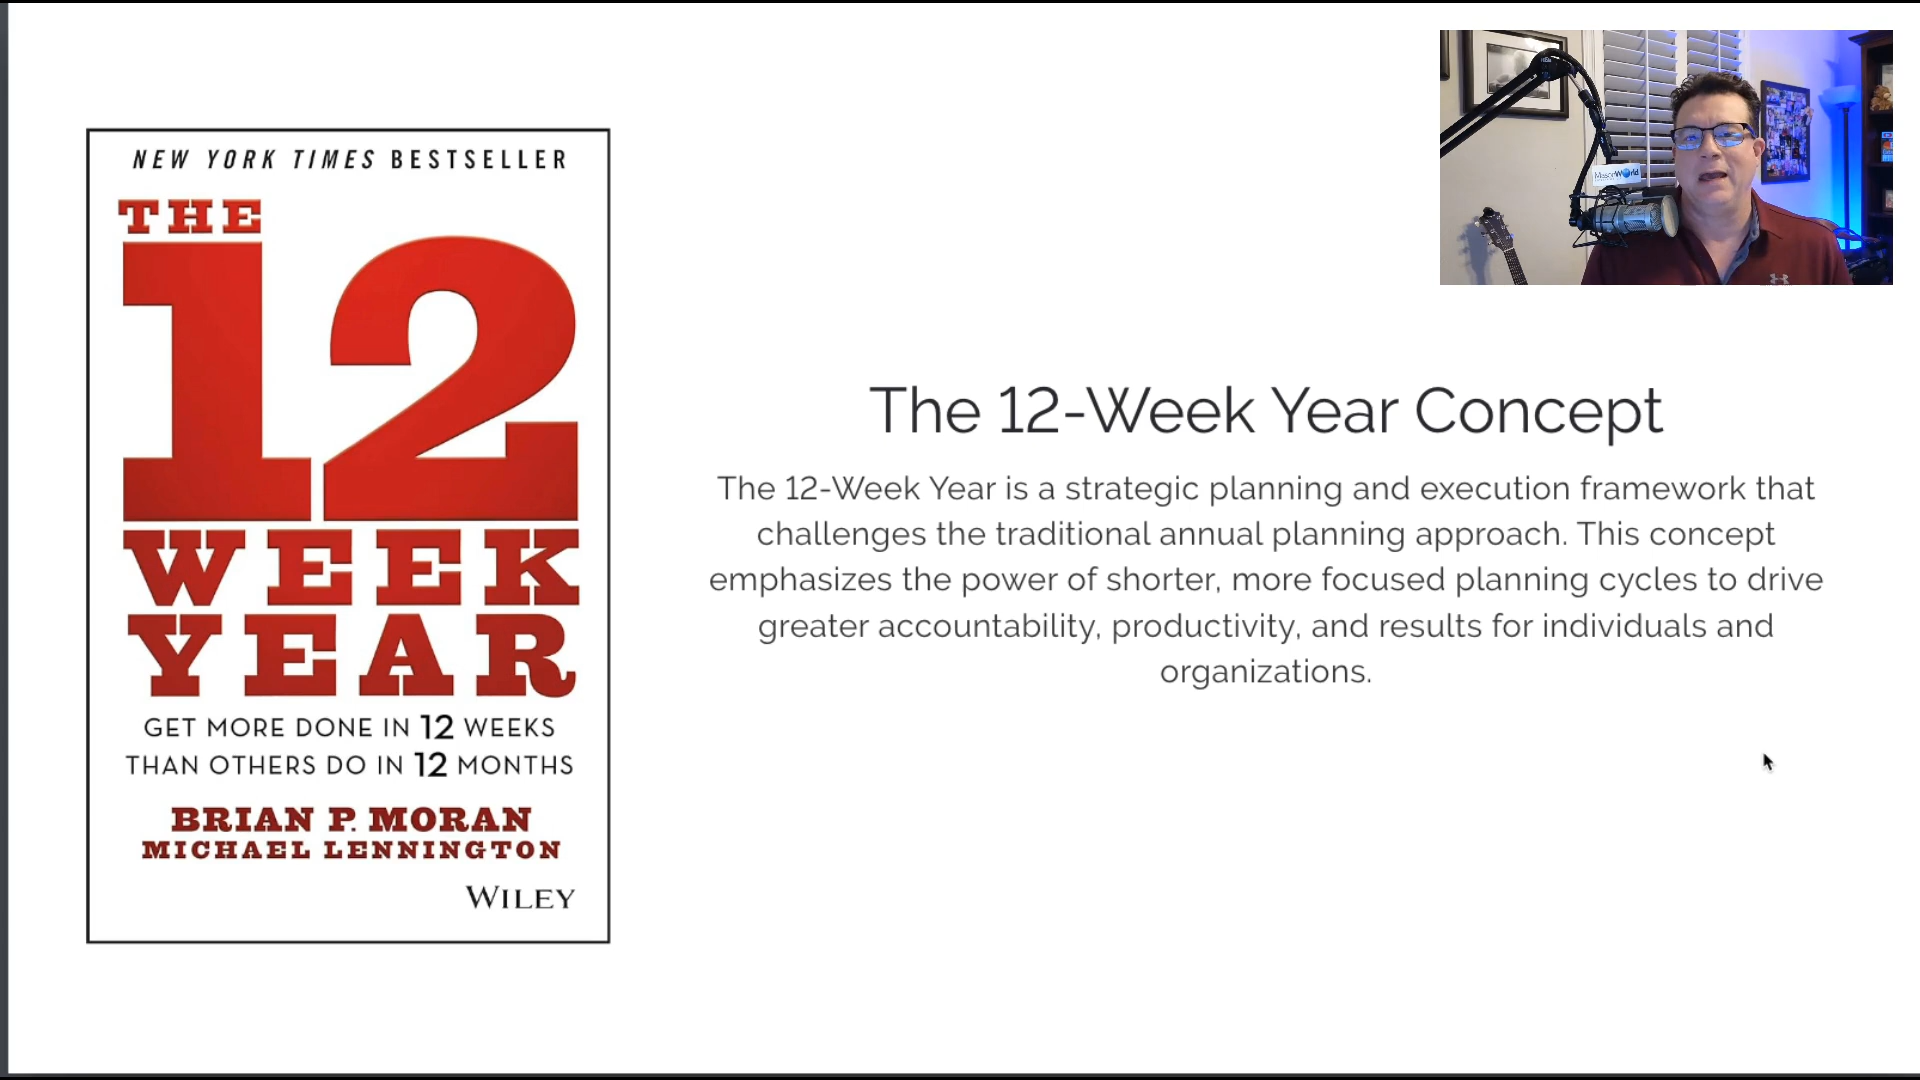 NEW YORK TIMES BESTSELLER
THE
12
WEEK
YEAR
GET MORE DONE IN 12 WEEKS
THAN OTHERS DO IN 12 MONTHS
BRIAN P. MORAN
MICHAEL LENNINGTON
WILEY
MasonWorld
The 12-Week Year Concept
The 12-Week Year is a strategic planning and execution framework that
challenges the traditional annual planning approach. This concept
emphasizes the power of shorter, more focused planning cycles to drive
greater accountability, productivity, and results for individuals and
organizations.